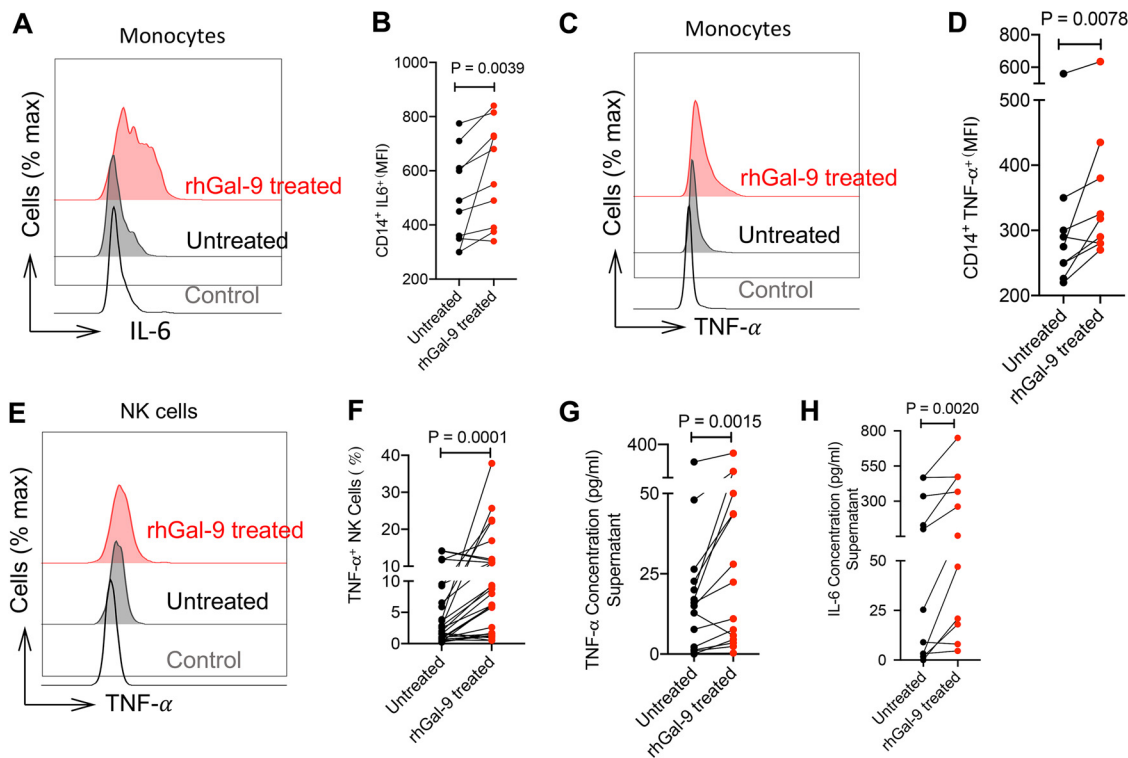 A
Monocytes
Cells (% max)
rhGal-9 treated
Untreated
Control
IL-6
B
P = 0.0039
CD14⁺ IL6⁺ (MFI)
1000
800
600
400
200
Untreated
rhGal-9 treated
C
Monocytes
Cells (% max)
rhGal-9 treated
Untreated
Control
TNF-α
D
P = 0.0078
CD14⁺ TNF-α⁺ (MFI)
800
600
500
400
300
200
Untreated
rhGal-9 treated
E
NK cells
Cells (% max)
rhGal-9 treated
Untreated
Control
TNF-α
F
P = 0.0001
TNF-α⁺ NK Cells (%)
40
30
20
10
10
5
0
Untreated
rhGal-9 treated
G
P = 0.0015
TNF-α Concentration (pg/ml)
Supernatant
400
50
25
0
Untreated
rhGal-9 treated
H
P = 0.0020
IL-6 Concentration (pg/ml)
Supernatant
800
550
300
50
25
0
Untreated
rhGal-9 treated